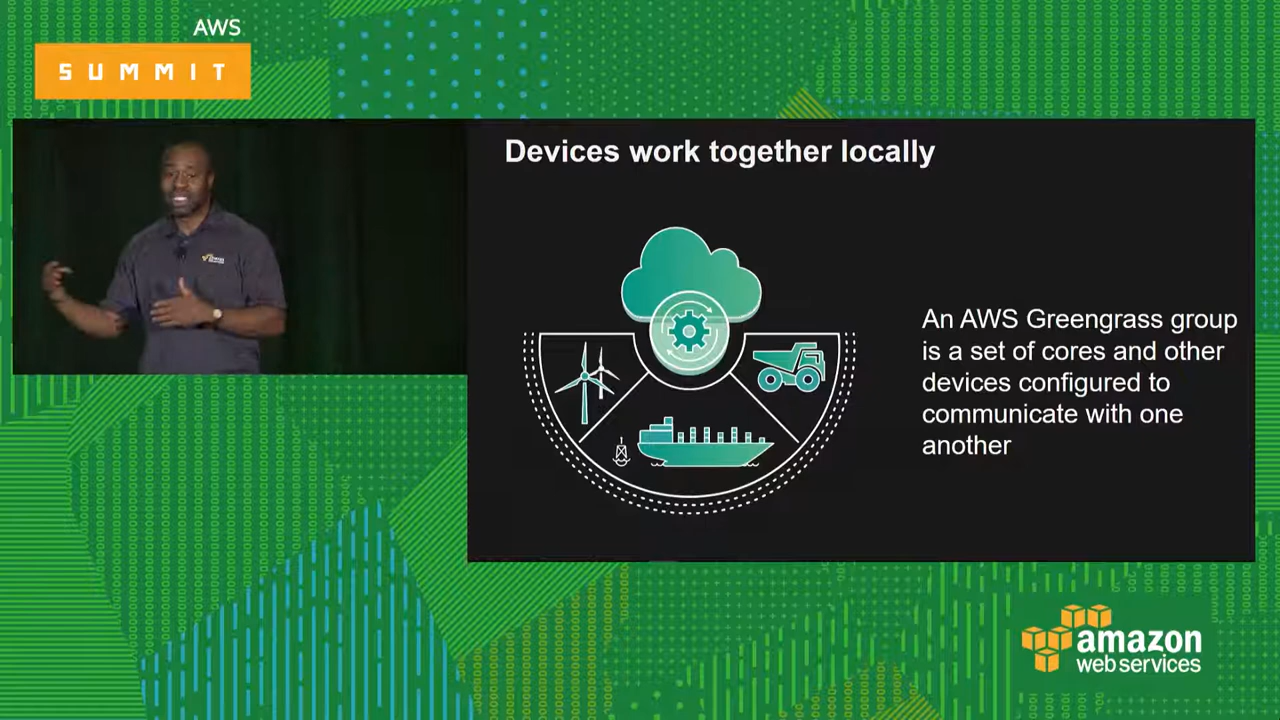 AWS
SUMMIT
Devices work together locally
An AWS Greengrass group
is a set of cores and other
devices configured to
communicate with one
another
amazon
web services